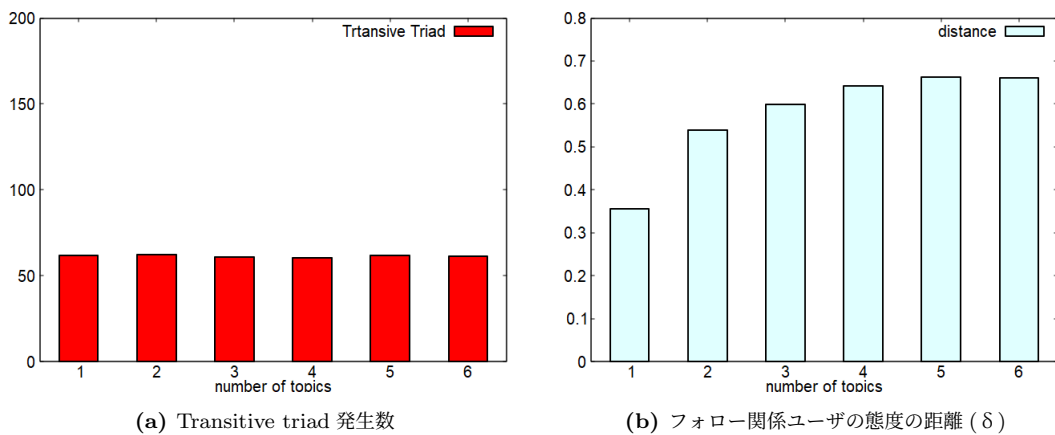 200
150
100
50
0
Trtansive Triad
1 2 3 4 5 6
number of topics
(a) Transitive triad 発生数
0.8
0.7
0.6
0.5
0.4
0.3
0.2
0.1
0
distance
1 2 3 4 5 6
number of topics
(b) フォロー関係ユーザの態度の距離 ( δ )